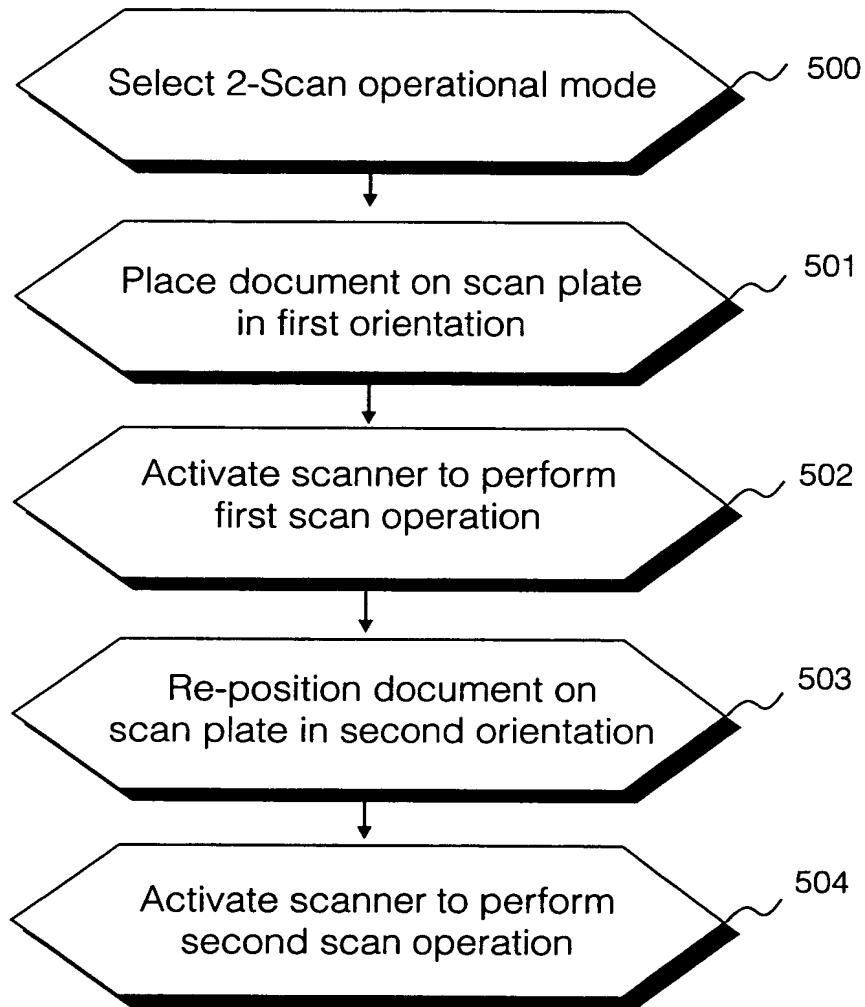 Select 2-Scan operational mode
500
Place document on scan plate
in first orientation
501
Activate scanner to perform
first scan operation
502
Re-position document on
scan plate in second orientation
503
Activate scanner to perform
second scan operation
504